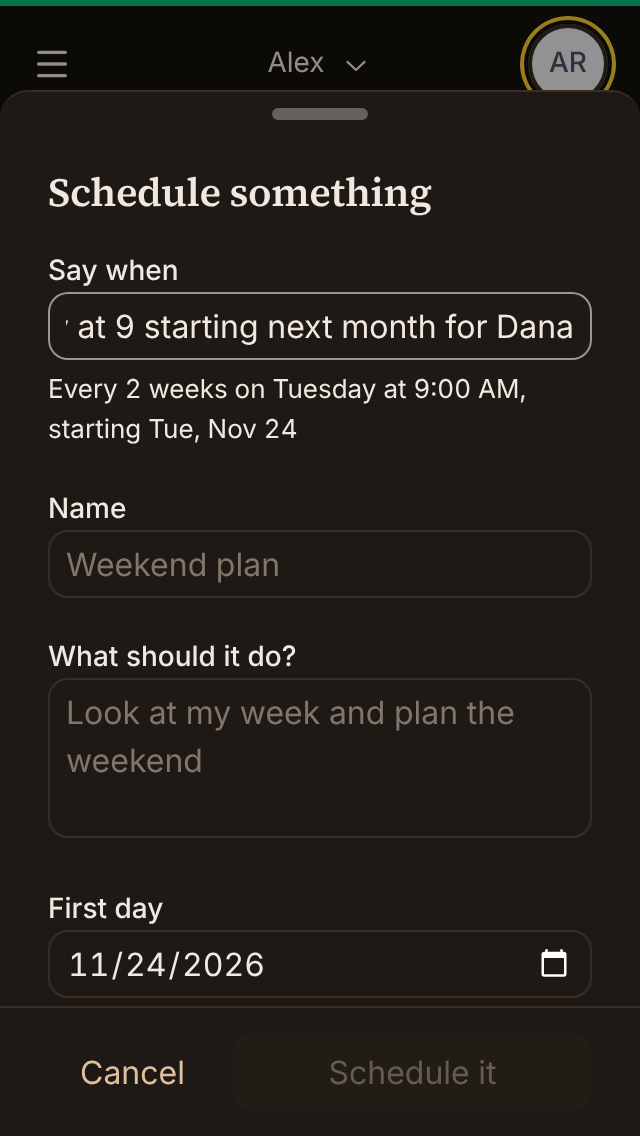 Alex
AR
Schedule something
Say when
at 9 starting next month for Dana
Every 2 weeks on Tuesday at 9:00 AM,
starting Tue, Nov 24
Name
Weekend plan
What should it do?
Look at my week and plan the
weekend
First day
11/24/2026
Cancel
Schedule it